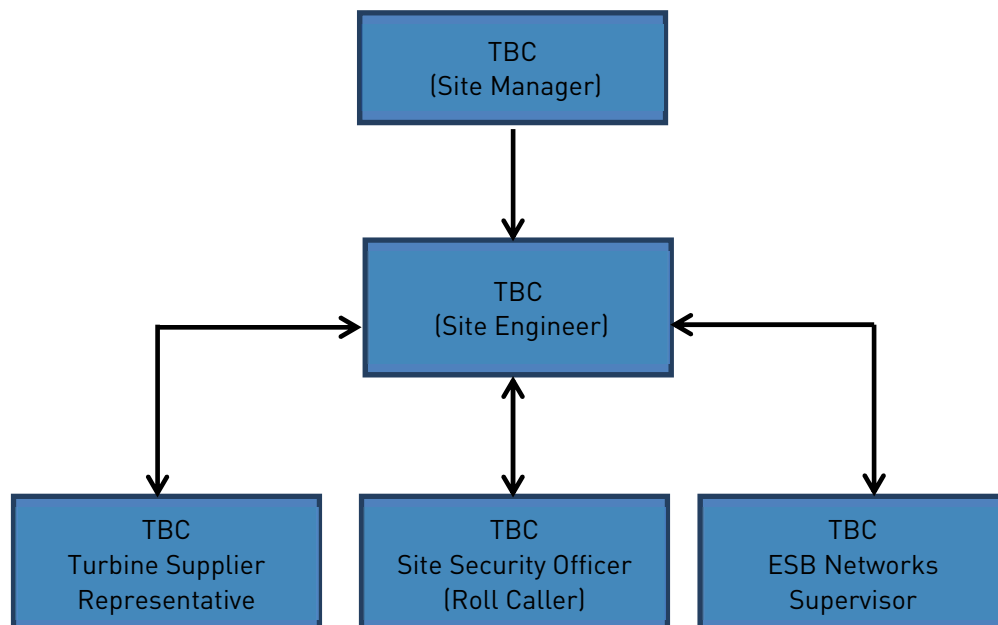 TBC
(Site Manager)
TBC
(Site Engineer)
TBC
Turbine Supplier
Representative
TBC
Site Security Officer
(Roll Caller)
TBC
ESB Networks
Supervisor